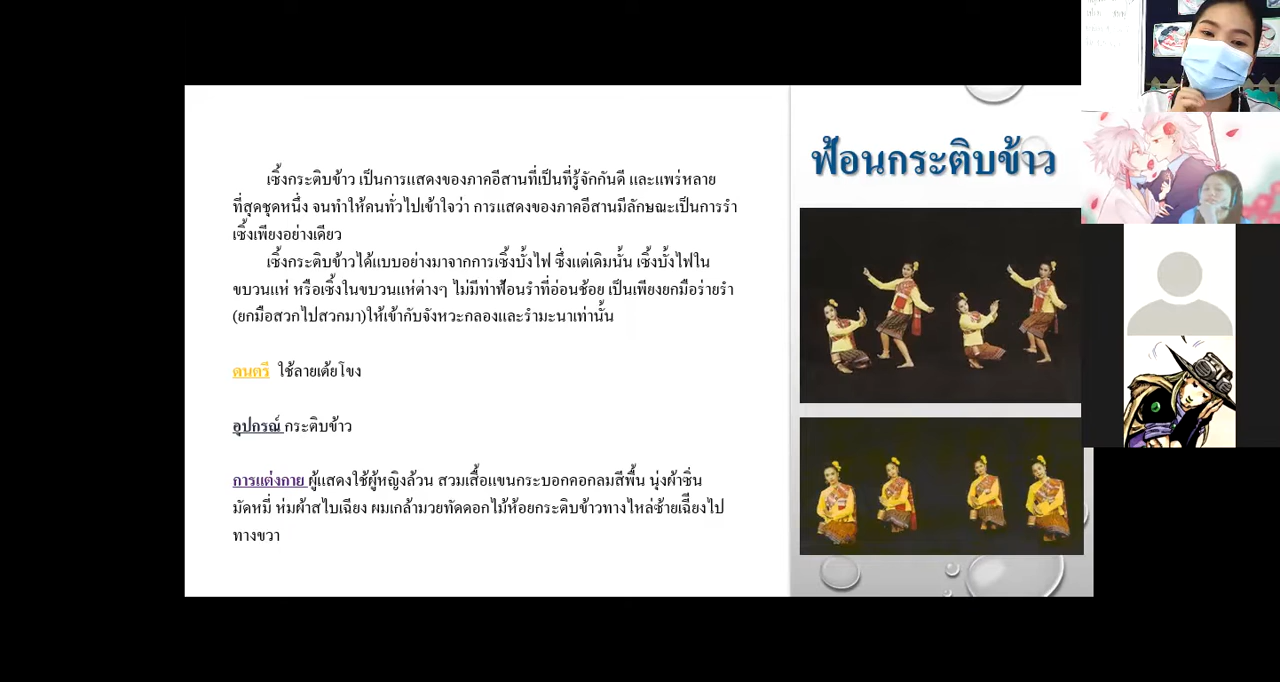 ฟ้อนกระติบข้าว
เซิ้งกระติบข้าว เป็นการแสดงของภาคอีสานที่เป็นที่รู้จักกันดี และแพร่หลาย
ที่สุดชุดหนึ่ง จนทำให้คนทั่วไปเข้าใจว่า การแสดงของภาคอีสานมีลักษณะเป็นการรำ
เซิ้งเพียงอย่างเดียว
เซิ้งกระติบข้าวได้แบบอย่างมาจากการเซิ้งบั้งไฟ ซึ่งแต่เดิมนั้น เซิ้งบั้งไฟใน
ขบวนแห่ หรือเซิ้งในขบวนแห่ต่างๆ ไม่มีท่าฟ้อนรำที่อ่อนช้อย เป็นเพียงยกมือร่ายรำ
(ยกมือสวกไปสวกมา)ให้เข้ากับจังหวะกลองและรำมะนาเท่านั้น
ดนตรี ใช้ลายเต้ยโขง
อุปกรณ์ กระติบข้าว
การแต่งกาย ผู้แสดงใช้ผู้หญิงล้วน สวมเสื้อแขนกระบอกคอกลมสีพื้น นุ่งผ้าซิ่น
มัดหมี่ ห่มผ้าสไบเฉียง ผมเกล้ามวยทัดดอกไม้ห้อยกระติบข้าวทางไหล่ซ้ายเฉียงไป
ทางขวา